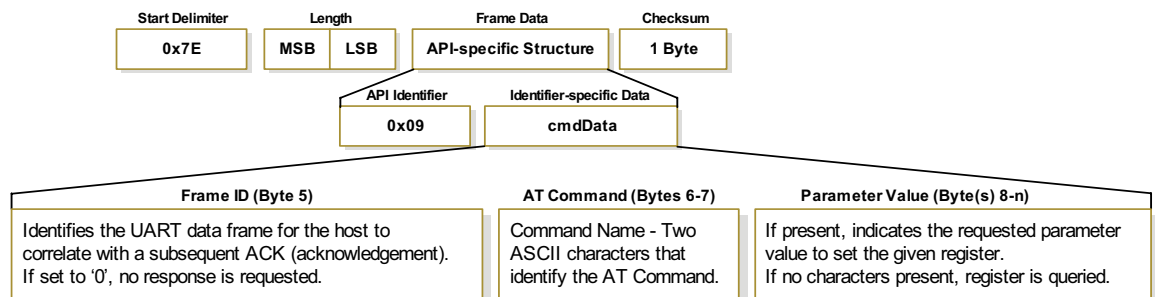 Start Delimiter
Length
Frame Data
Checksum
0x7E
MSB
LSB
API-specific Structure
1 Byte
API Identifier
Identifier-specific Data
0x09
cmdData
Frame ID (Byte 5)
AT Command (Bytes 6-7)
Parameter Value (Byte(s) 8-n)
Identifies the UART data frame for the host to
correlate with a subsequent ACK (acknowledgement).
If set to ‘0’, no response is requested.
Command Name - Two
ASCII characters that
identify the AT Command.
If present, indicates the requested parameter
value to set the given register.
If no characters present, register is queried.